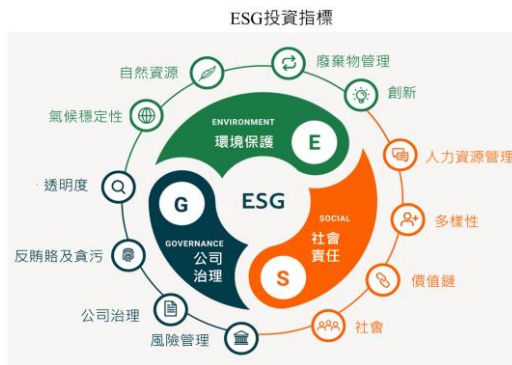 ESG投資指標
自然資源
廢棄物管理
氣候穩定性
創新
ENVIRONMENT
環境保護
E
人力資源管理
透明度
G
ESG
SOCIAL
社會
責任
多樣性
GOVERNANCE
公司
治理
S
反賄賂及貪污
價值鏈
公司治理
社會
風險管理